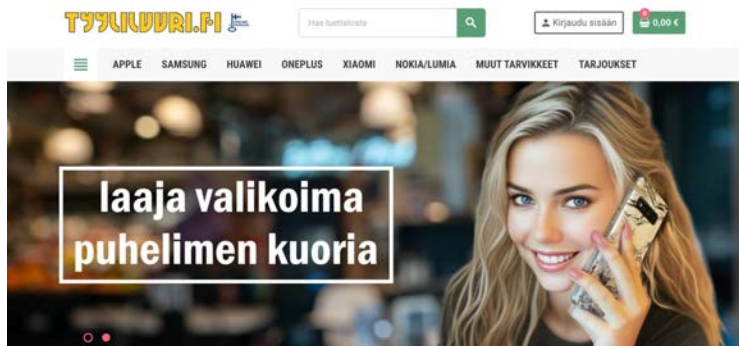 TYYLILUURI.FI
Hae luettelosta
Kirjaudu sisään
0
0,00 €
APPLE SAMSUNG HUAWEI ONEPLUS XIAOMI NOKIA/LUMIA MUUT TARVIKKEET TARJOUKSET
laaja valikoima
puhelimen kuoria